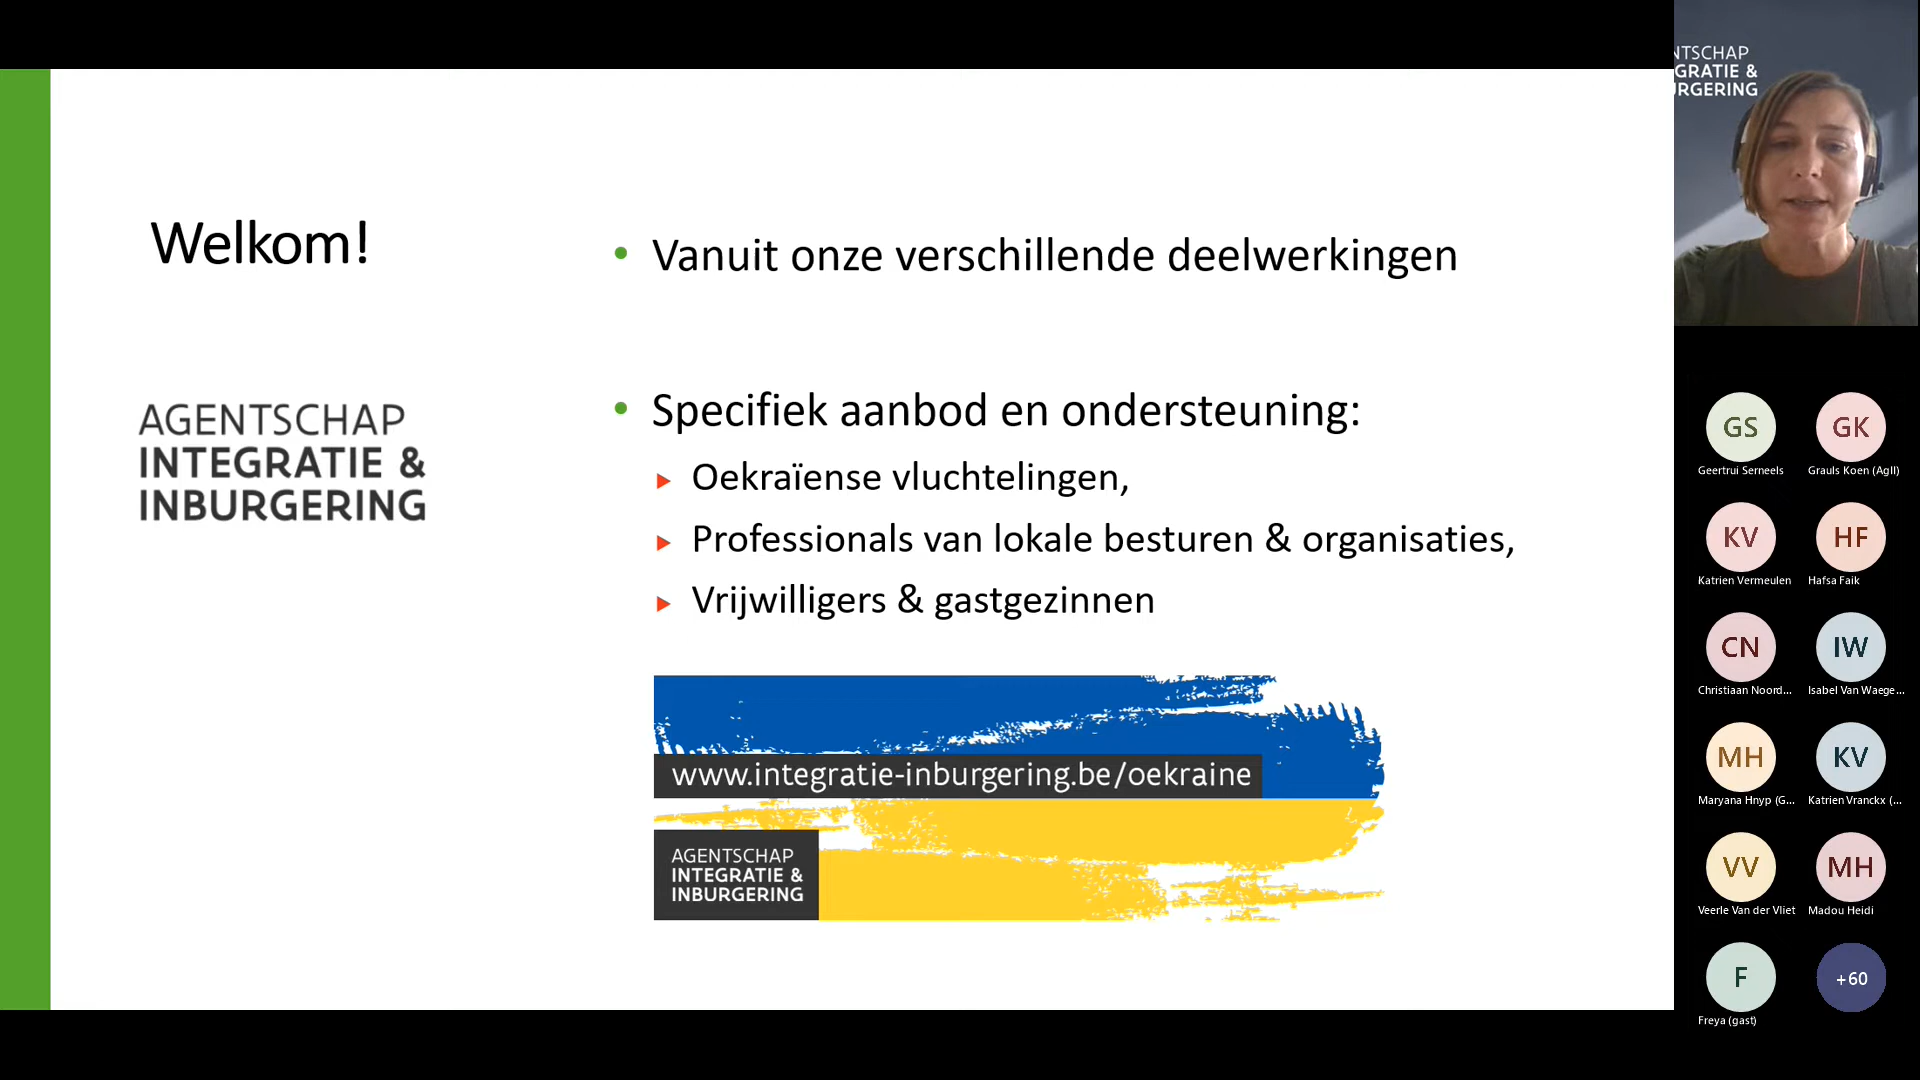 Welkom!
AGENTSCHAP
INTEGRATIE &
INBURGERING
• Vanuit onze verschillende deelwerkingen
• Specifiek aanbod en ondersteuning:
Oekraïense vluchtelingen,
Professionals van lokale besturen & organisaties,
Vrijwilligers & gastgezinnen
www.integratie-inburgering.be/oekraine
AGENTSCHAP
INTEGRATIE &
INBURGERING
NTSCHAP
GRATIE &
URGERING
GS
GK
Geertrui Serneels
Grauls Koen (AgII)
KV
HF
Katrien Vermeulen
Hafsa Faik
CN
IW
Christiaan Noord...
Isabel Van Waege...
MH
KV
Maryana Hnyp (G...
Katrien Vranckx (...
VV
MH
Veerle Van der Vliet
Madou Heidi
F
+60
Freya (gast)